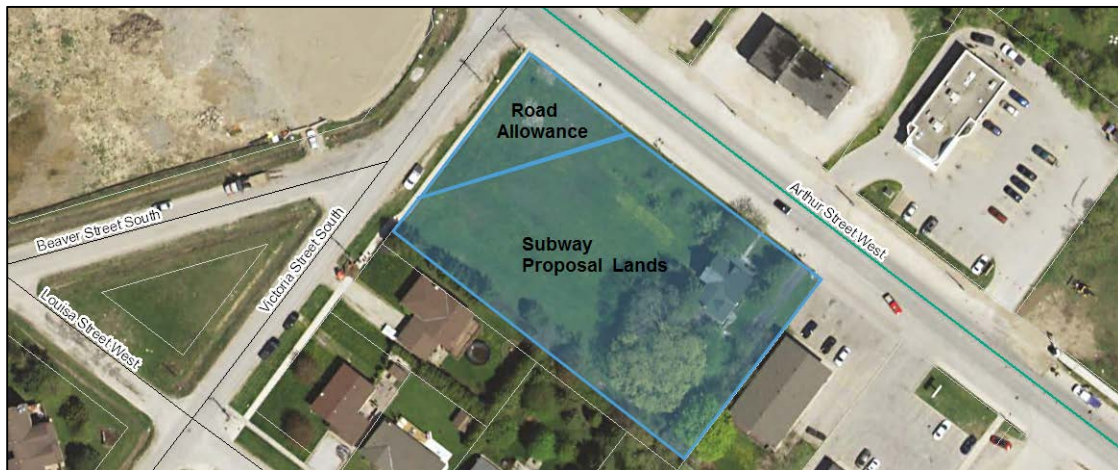 Road
Allowance
Subway
Proposal Lands
Arthur Street West
Beaver Street South
Victoria Street South
Louisa Street West